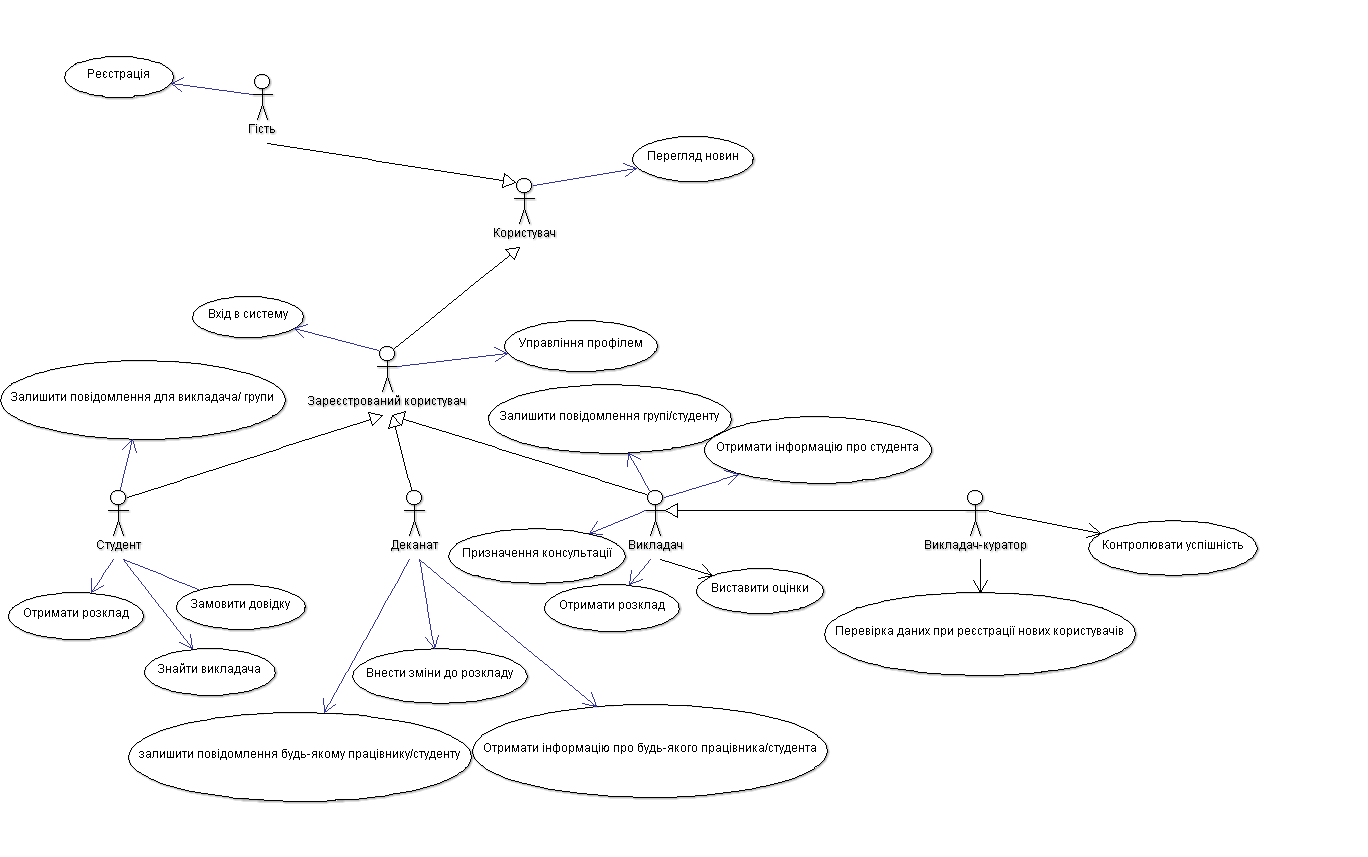 Реєстрація
Гість
Перегляд новин
Користувач
Вхід в систему
Управління профілем
Зареєстрований користувач
Залишити повідомлення для викладача/ групи
Залишити повідомлення групі/студенту
Отримати інформацію про студента
Студент
Деканат
Викладач
Викладач-куратор
Призначення консультації
Контролювати успішність
Виставити оцінки
Отримати розклад
Замовити довідку
Отримати розклад
Перевірка даних при реєстрації нових користувачів
Знайти викладача
Внести зміни до розкладу
залишити повідомлення будь-якому працівнику/студенту
Отримати інформацію про будь-якого працівника/студента